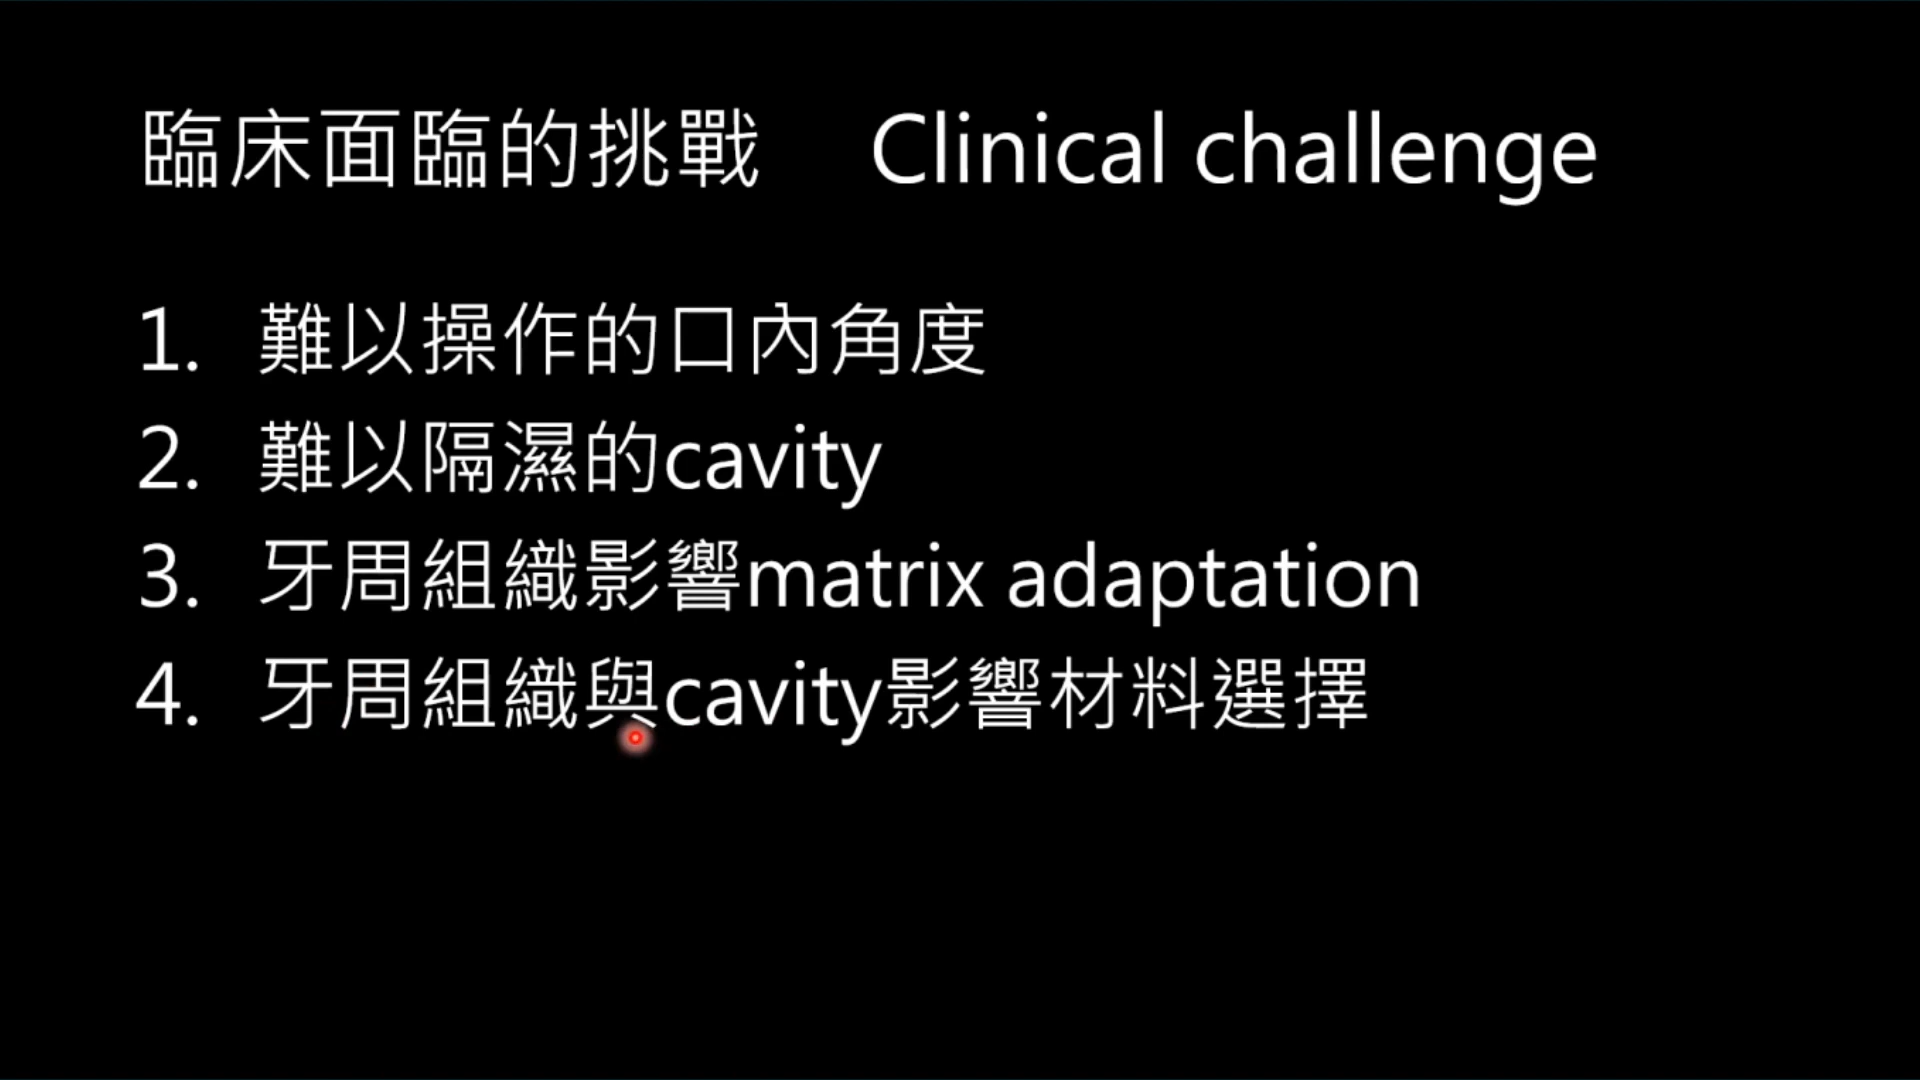 臨床面臨的挑戰 Clinical challenge
1. 難以操作的口內角度
2. 難以隔濕的cavity
3. 牙周組織影響matrix adaptation
4. 牙周組織與cavity影響材料選擇